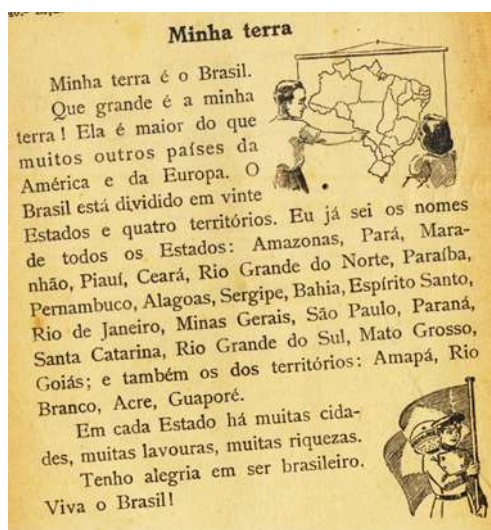 Minha terra
Minha terra é o Brasil.
Que grande é a minha
terra! Ela é maior do que
muitos outros países da
América e da Europa. O
Brasil está dividido em vinte
Estados e quatro territórios. Eu já sei os nomes
de todos os Estados: Amazonas, Pará, Mara-
nhão, Piauí, Ceará, Rio Grande do Norte, Paraíba,
Pernambuco, Alagoas, Sergipe, Bahia, Espírito Santo,
Rio de Janeiro, Minas Gerais, São Paulo, Paraná,
Santa Catarina, Rio Grande do Sul, Mato Grosso,
Goiás; e também os dos territórios: Amapá, Rio
Branco, Acre, Guaporé.
Em cada Estado há muitas cida-
des, muitas lavouras, muitas riquezas.
Tenho alegria em ser brasileiro.
Viva o Brasil!